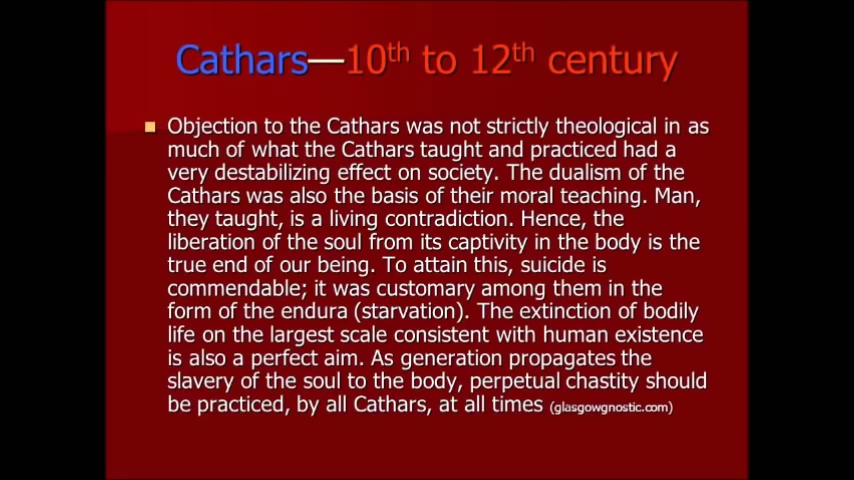 Cathars—10th to 12th century
Objection to the Cathars was not strictly theological in as
much of what the Cathars taught and practiced had a
very destabilizing effect on society. The dualism of the
Cathars was also the basis of their moral teaching. Man,
they taught, is a living contradiction. Hence, the
liberation of the soul from its captivity in the body is the
true end of our being. To attain this, suicide is
commendable; it was customary among them in the
form of the endura (starvation). The extinction of bodily
life on the largest scale consistent with human existence
is also a perfect aim. As generation propagates the
slavery of the soul to the body, perpetual chastity should
be practiced, by all Cathars, at all times (glasgowgnostic.com)